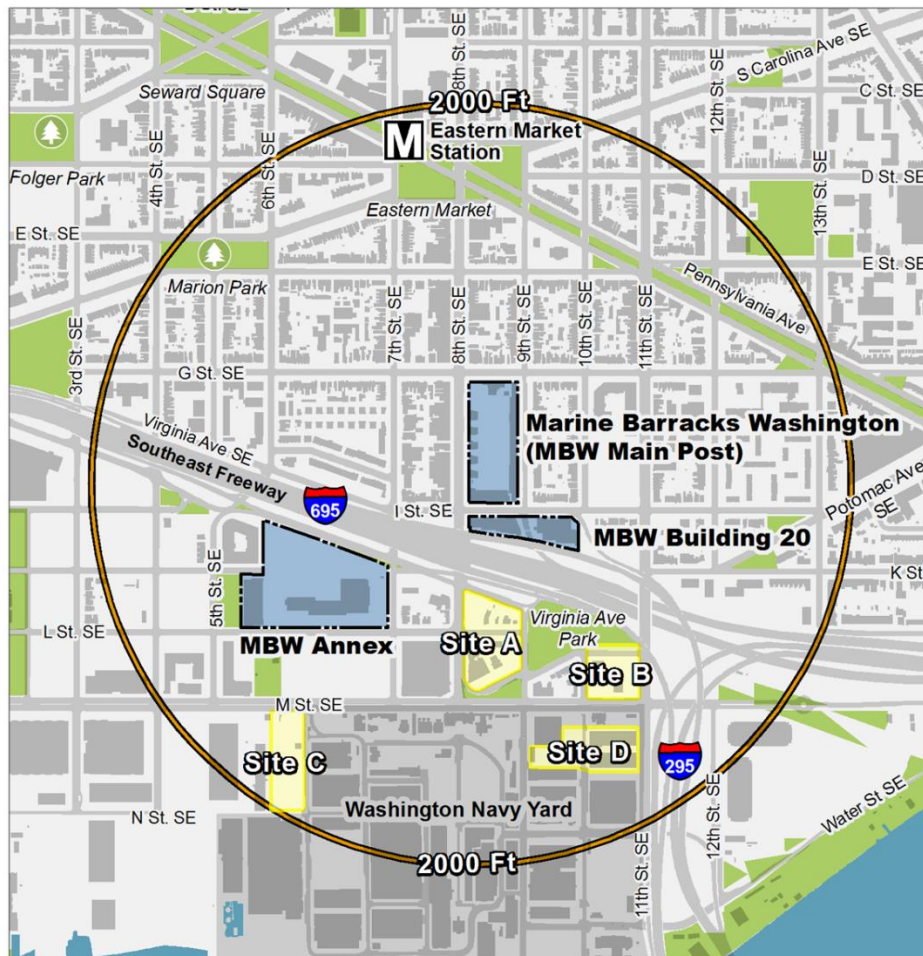 D St. SE
8th St. SE
12th St. SE
S Carolina Ave SE
Seward Square
2000 Ft
C St. SE
M
Eastern Market
Station
Folger Park
4th St. SE
6th St. SE
D St. SE
13th St. SE
Eastern Market
E St. SE
E St. SE
Marion Park
Pennsylvania Ave
3rd St. SE
7th St. SE
8th St. SE
9th St. SE
10th St. SE
11th St. SE
G St. SE
Virginia Ave SE
Southeast Freeway
Marine Barracks Washington
(MBW Main Post)
695
I St. SE
Potomac Ave
SE
MBW Building 20
5th St. SE
K St
L St. SE
MBW Annex
Site A
Virginia Ave
Park
Site B
M St. SE
Site C
Site D
295
N St. SE
Washington Navy Yard
Water St SE
2000 Ft
11th St. SE
12th St. SE